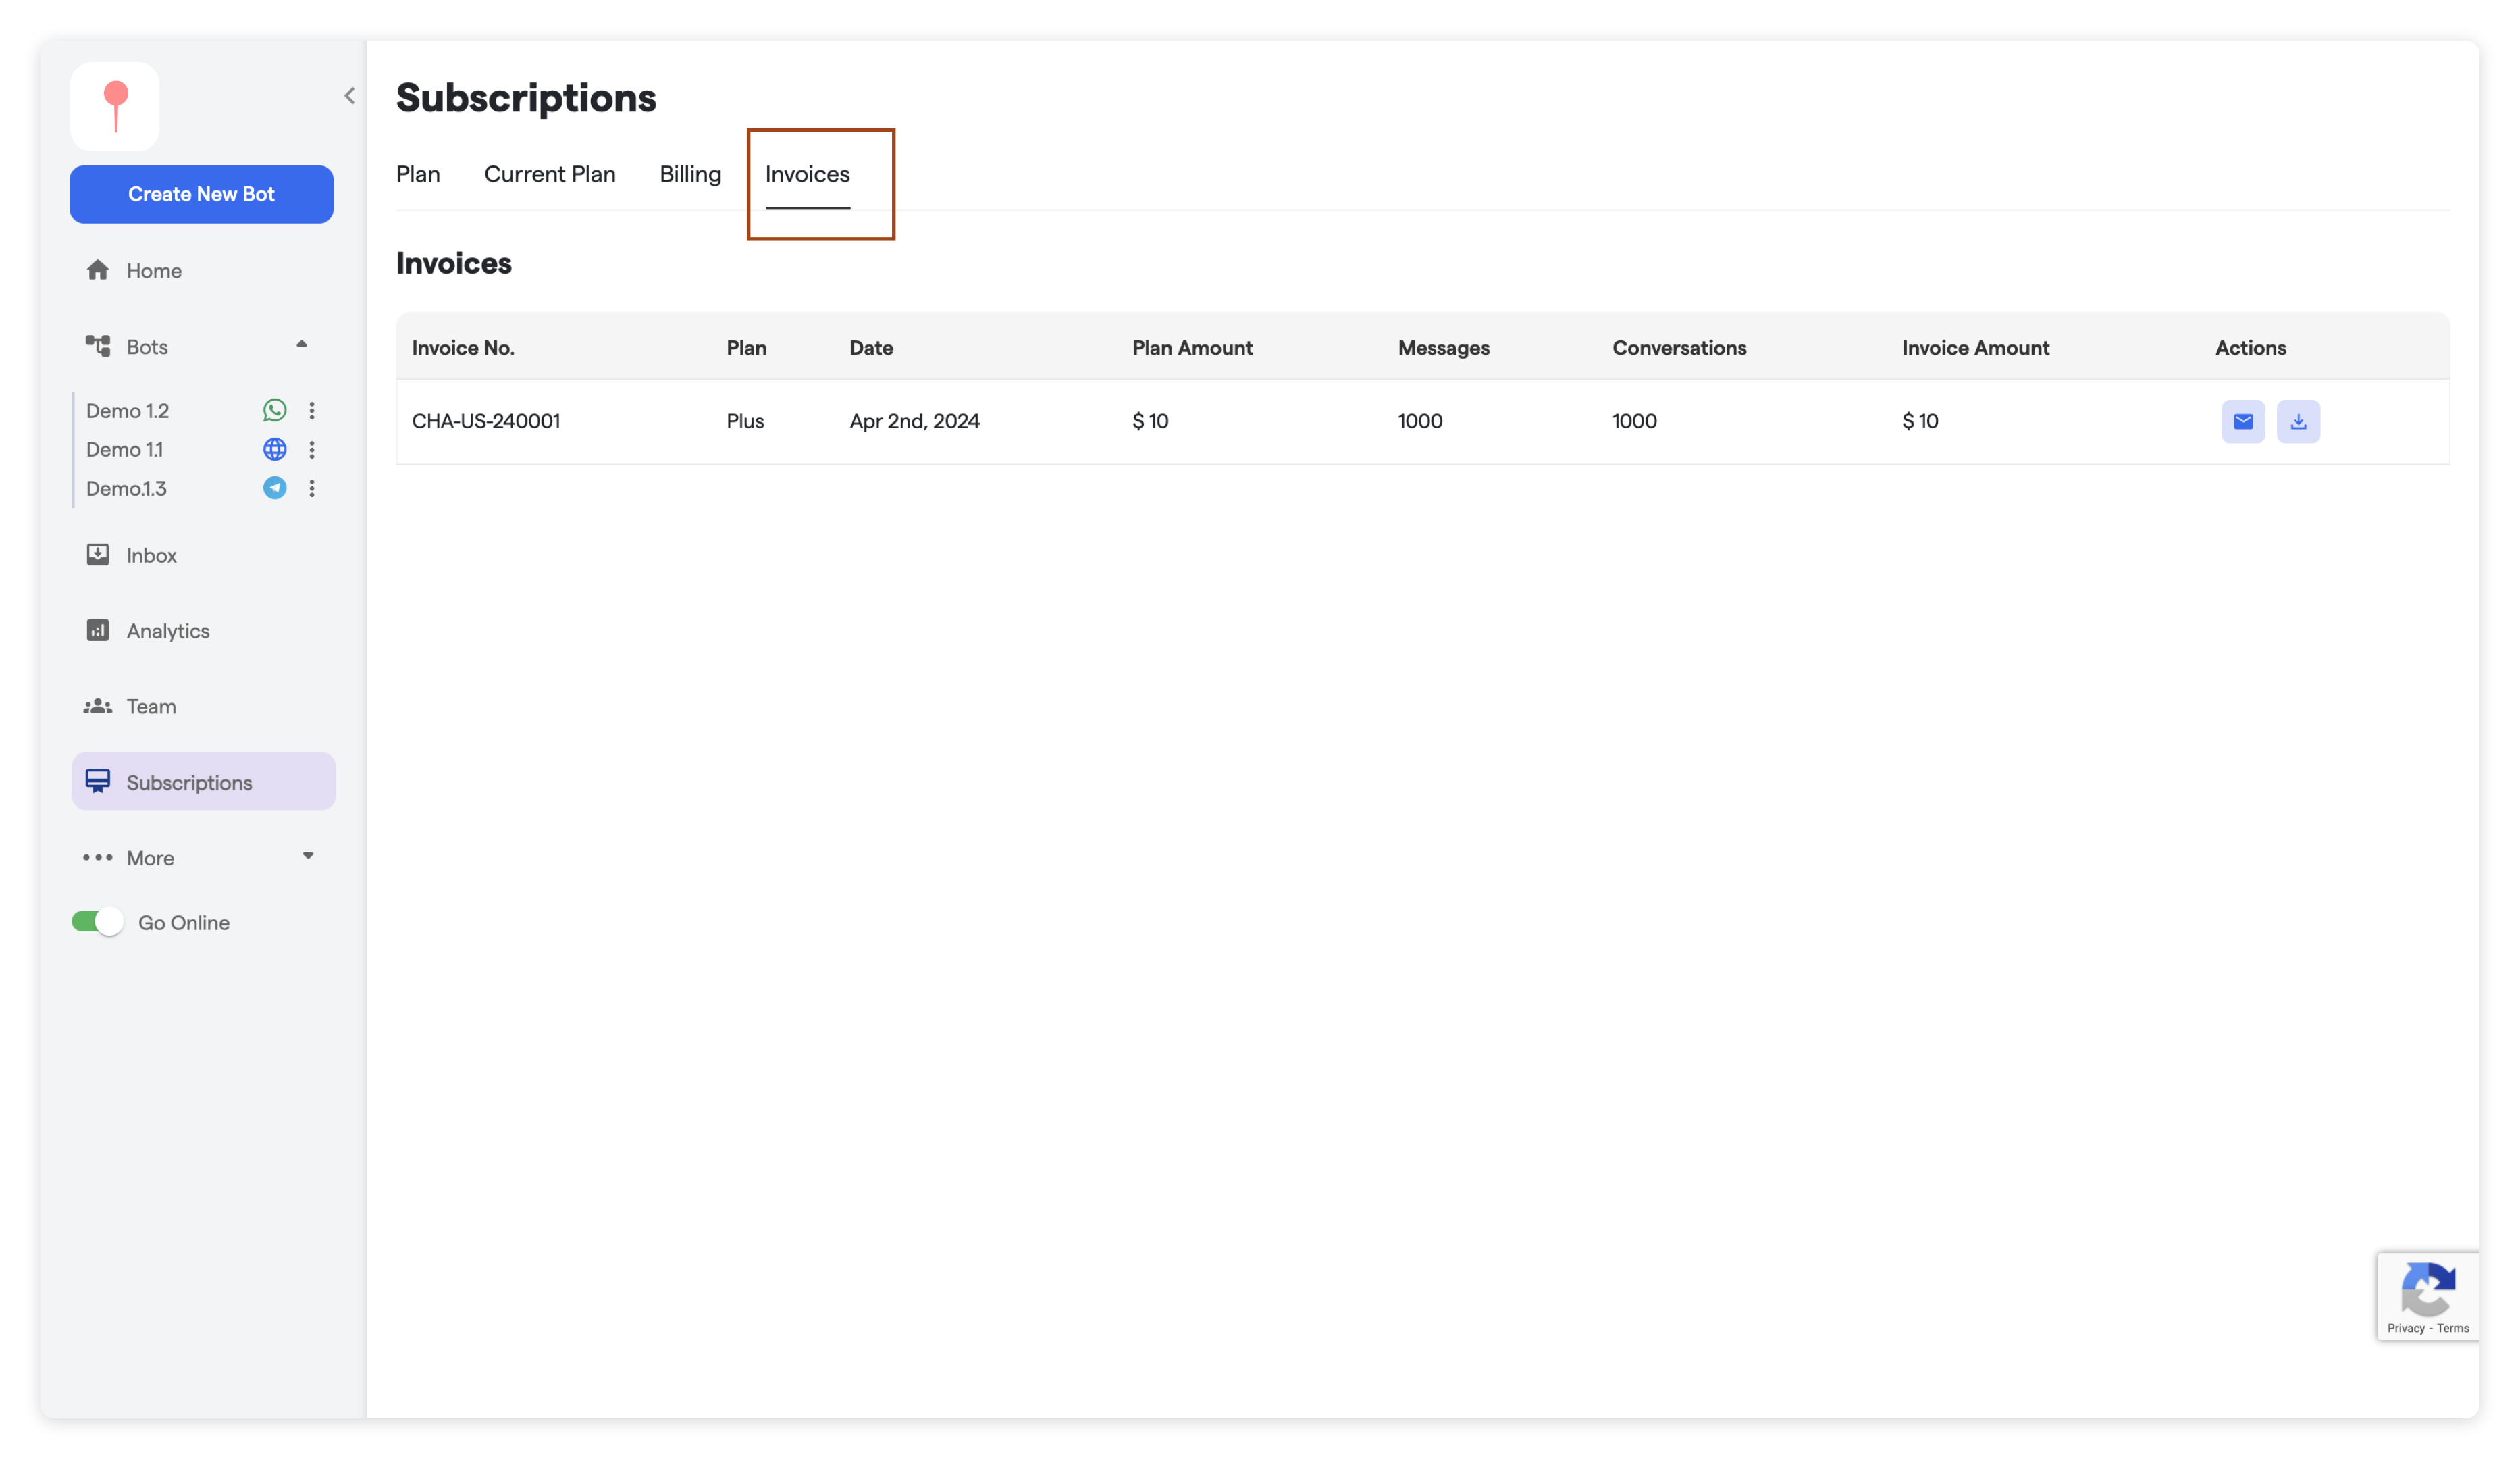 Create New Bot
Home
Bots
Demo 1.2
Demo 1.1
Demo.1.3
Inbox
Analytics
Team
Subscriptions
More
Go Online
Subscriptions
Plan Current Plan Billing Invoices
Invoices
Invoice No. Plan Date Plan Amount Messages Conversations Invoice Amount Actions
CHA-US-240001 Plus Apr 2nd, 2024 $ 10 1000 1000 $ 10
Privacy - Terms